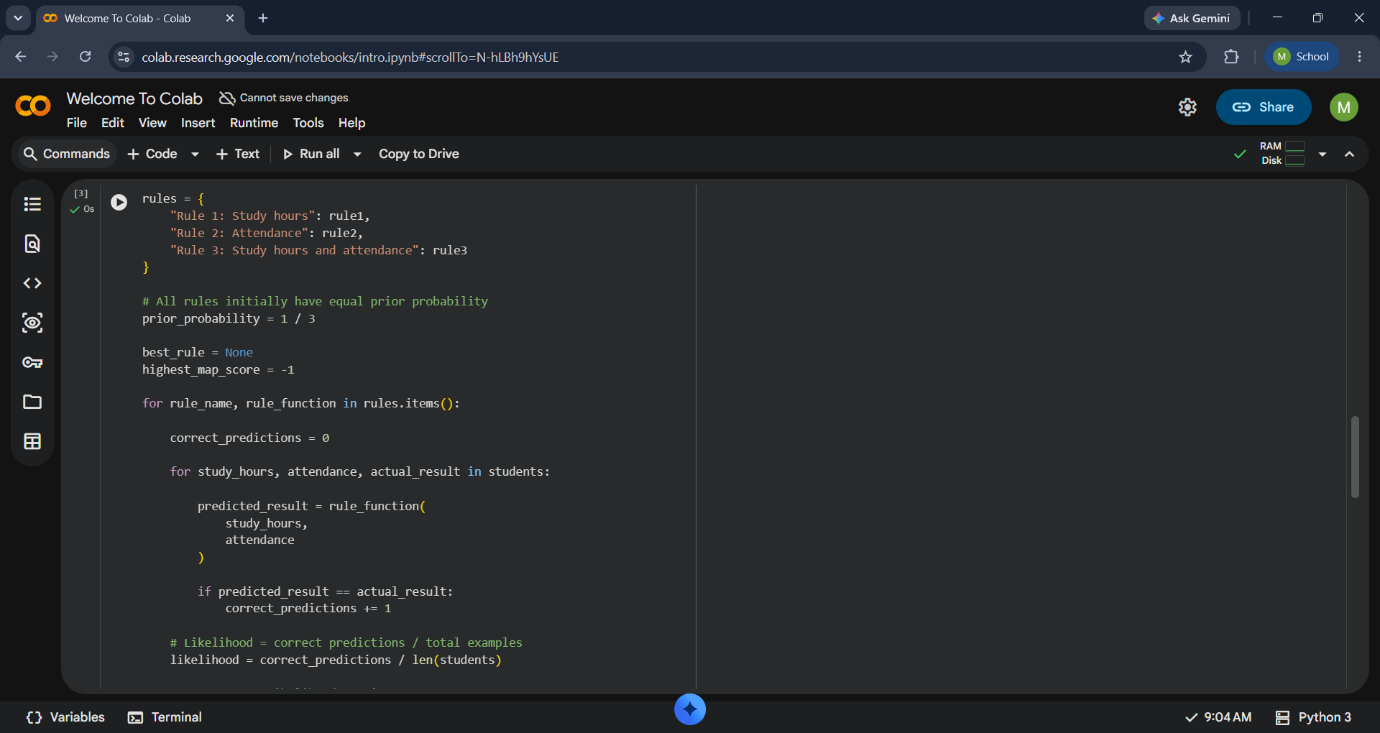 Welcome To Colab - Colab
Ask Gemini
colab.research.google.com/notebooks/intro.ipynb#scrollTo=N-hLBh9hYsUE
M School
Welcome To Colab
Cannot save changes
File Edit View Insert Runtime Tools Help
Share
M
Commands + Code + Text Run all Copy to Drive
RAM
Disk
[3]
0s
rules = {
    "Rule 1: Study hours": rule1,
    "Rule 2: Attendance": rule2,
    "Rule 3: Study hours and attendance": rule3
}
# All rules initially have equal prior probability
prior_probability = 1 / 3
best_rule = None
highest_map_score = -1
for rule_name, rule_function in rules.items():
    correct_predictions = 0
    for study_hours, attendance, actual_result in students:
        predicted_result = rule_function(
            study_hours,
            attendance
        )
        if predicted_result == actual_result:
            correct_predictions += 1
    # Likelihood = correct predictions / total examples
    likelihood = correct_predictions / len(students)
{} Variables Terminal
9:04 AM Python 3